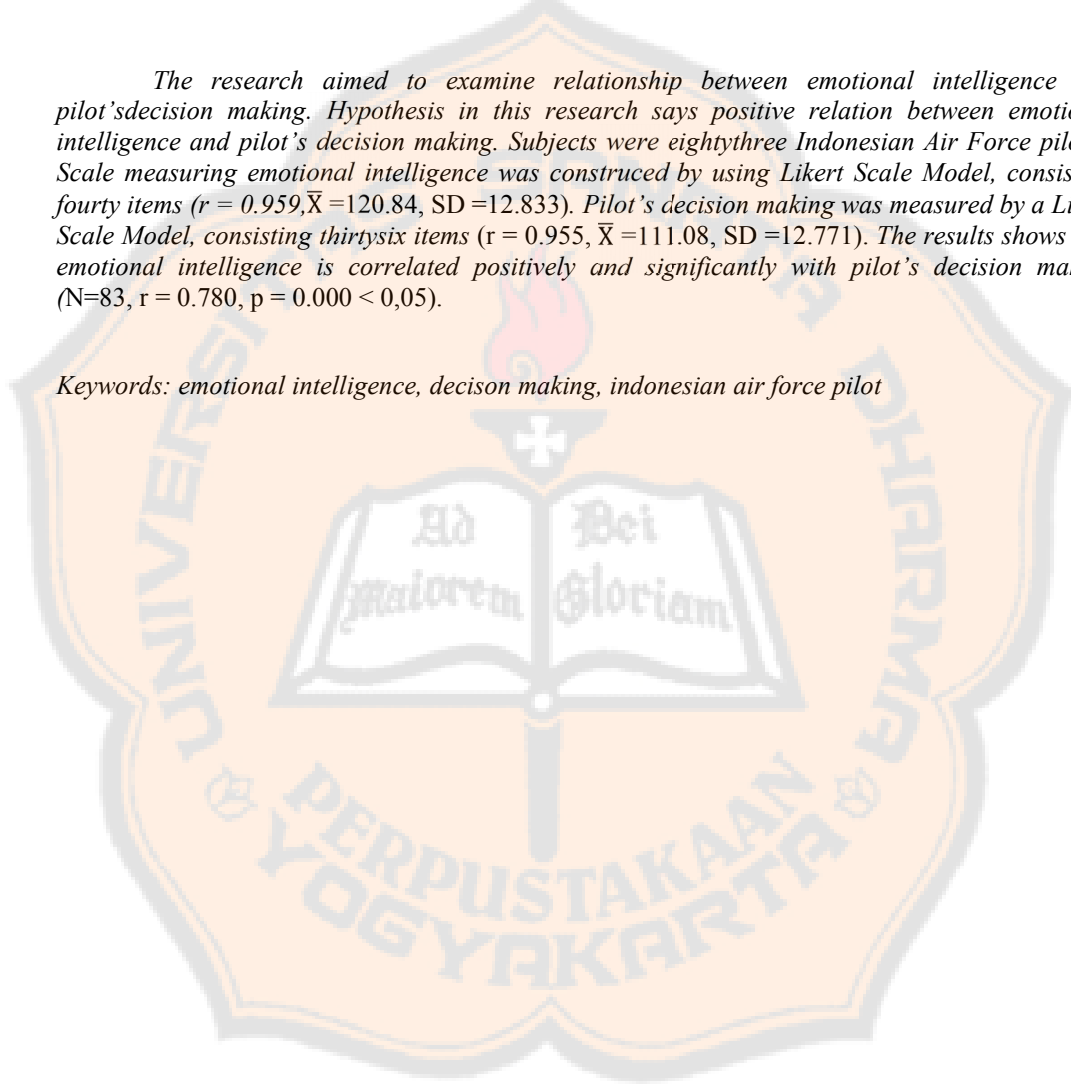 The research aimed to examine relationship between emotional intelligence
pilot'sdecision making. Hypothesis in this research says positive relation between emotio
intelligence and pilot's decision making. Subjects were eightythree Indonesian Air Force pilo
Scale measuring emotional intelligence was construced by using Likert Scale Model, consis
fourty items (r = 0.959,X̅ =120.84, SD =12.833). Pilot's decision making was measured by a Li
Scale Model, consisting thirtysix items (r = 0.955, X̅ =111.08, SD =12.771). The results shows
emotional intelligence is correlated positively and significantly with pilot's decision mak
(N=83, r = 0.780, p = 0.000 < 0,05).
Keywords: emotional intelligence, decison making, indonesian air force pilot
UNIVERSITAS SANATA DHARMA
Ad
Maiorem
Dei
Gloriam
PERPUSTAKAAN
YOGYAKARTA